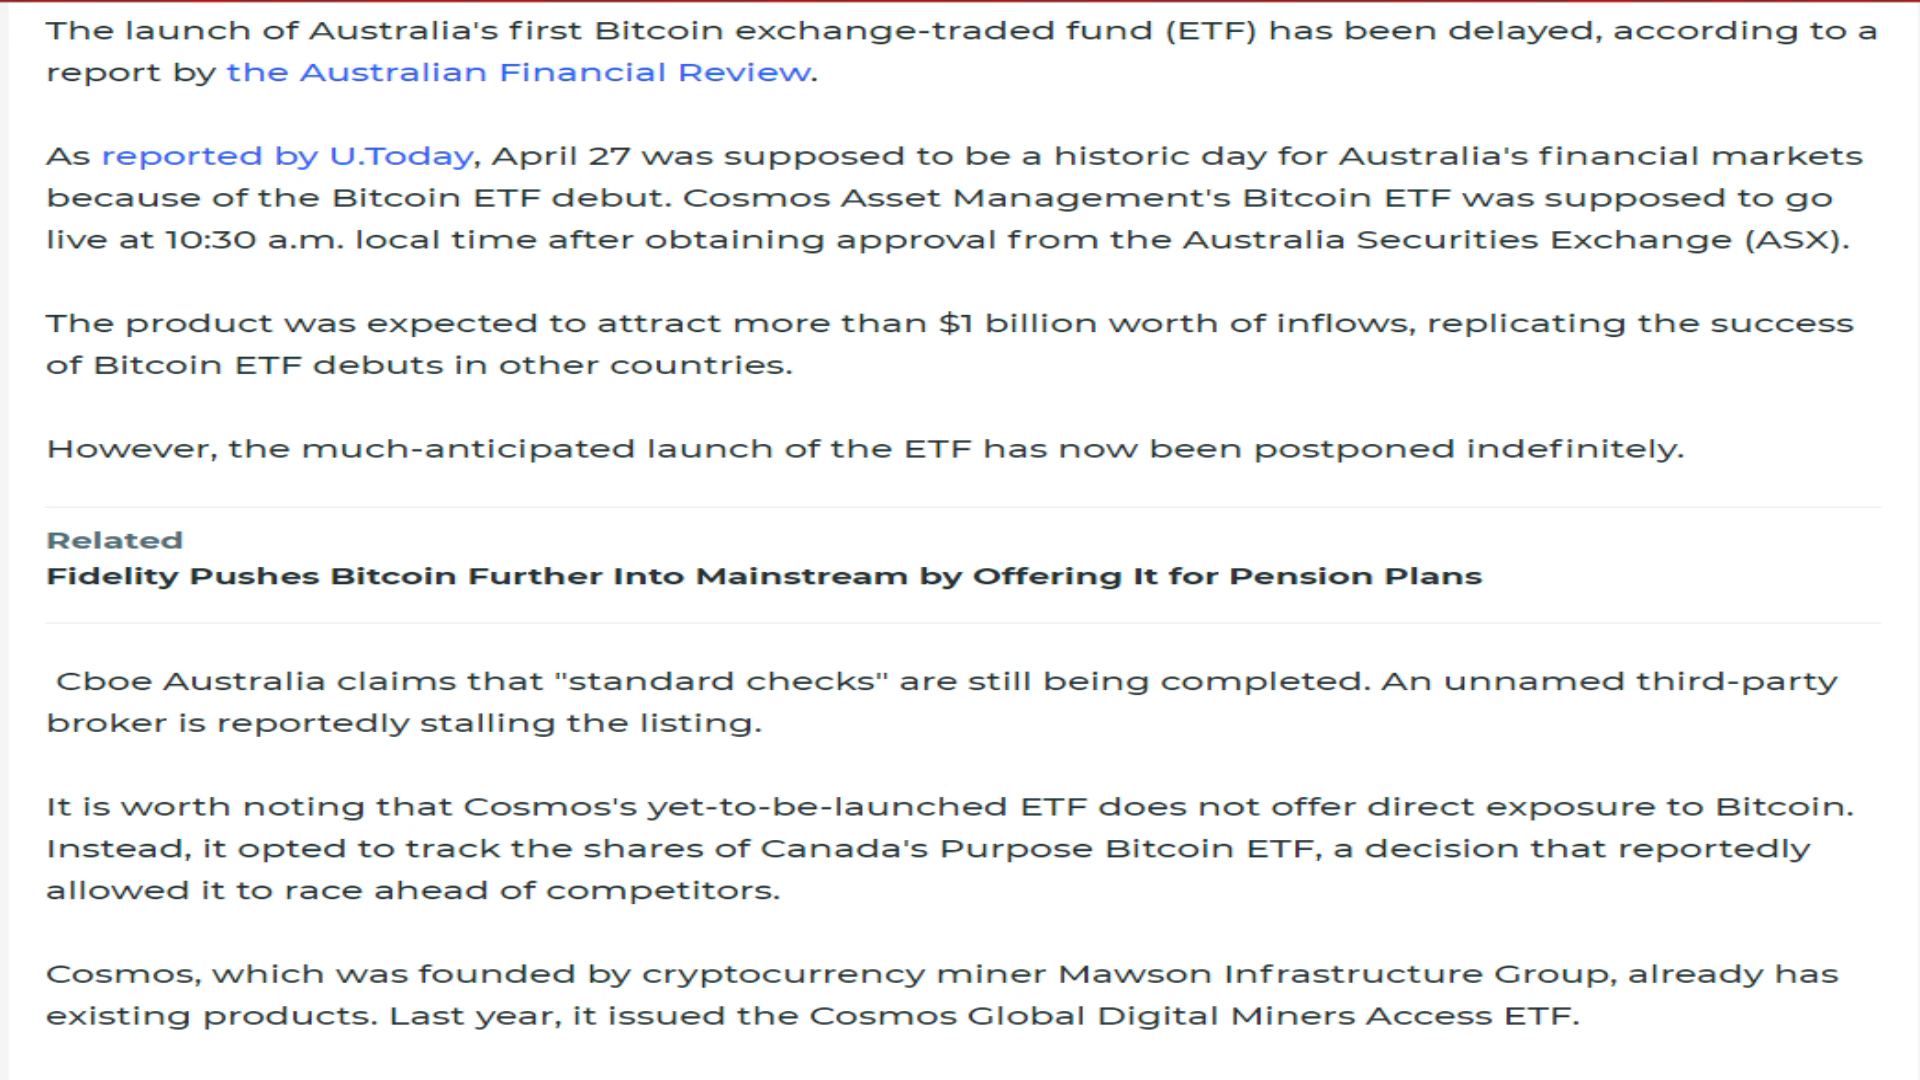 The launch of Australia's first Bitcoin exchange-traded fund (ETF) has been delayed, according to a
report by the Australian Financial Review.
As reported by U.Today, April 27 was supposed to be a historic day for Australia's financial markets
because of the Bitcoin ETF debut. Cosmos Asset Management's Bitcoin ETF was supposed to go
live at 10:30 a.m. local time after obtaining approval from the Australia Securities Exchange (ASX).
The product was expected to attract more than $1 billion worth of inflows, replicating the success
of Bitcoin ETF debuts in other countries.
However, the much-anticipated launch of the ETF has now been postponed indefinitely.
Related
Fidelity Pushes Bitcoin Further Into Mainstream by Offering It for Pension Plans
Cboe Australia claims that "standard checks" are still being completed. An unnamed third-party
broker is reportedly stalling the listing.
It is worth noting that Cosmos's yet-to-be-launched ETF does not offer direct exposure to Bitcoin.
Instead, it opted to track the shares of Canada's Purpose Bitcoin ETF, a decision that reportedly
allowed it to race ahead of competitors.
Cosmos, which was founded by cryptocurrency miner Mawson Infrastructure Group, already has
existing products. Last year, it issued the Cosmos Global Digital Miners Access ETF.